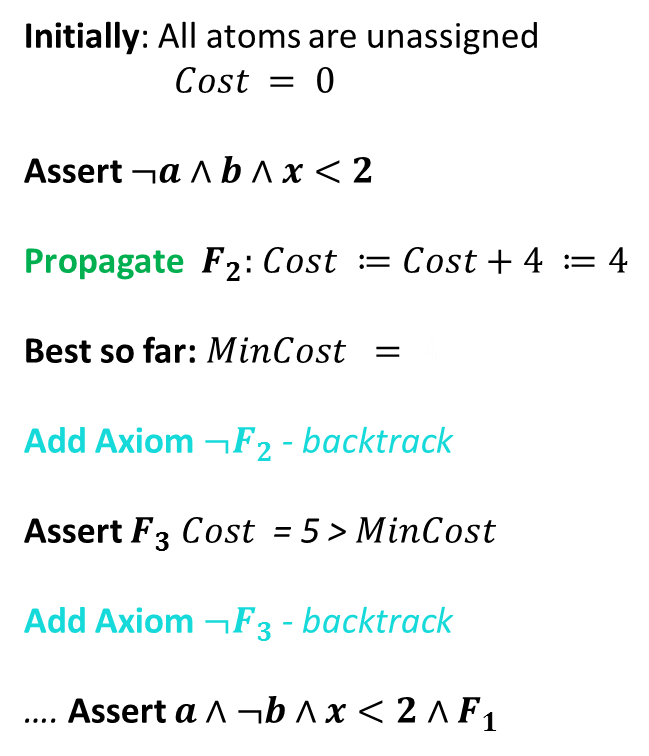 Initially: All atoms are unassigned
Cost = 0
Assert ¬a ∧ b ∧ x < 2
Propagate F₂: Cost ≔ Cost + 4 ≔ 4
Best so far: MinCost =
Add Axiom ¬F₂ - backtrack
Assert F₃ Cost = 5 > MinCost
Add Axiom ¬F₃ - backtrack
.... Assert a ∧ ¬b ∧ x < 2 ∧ F₁